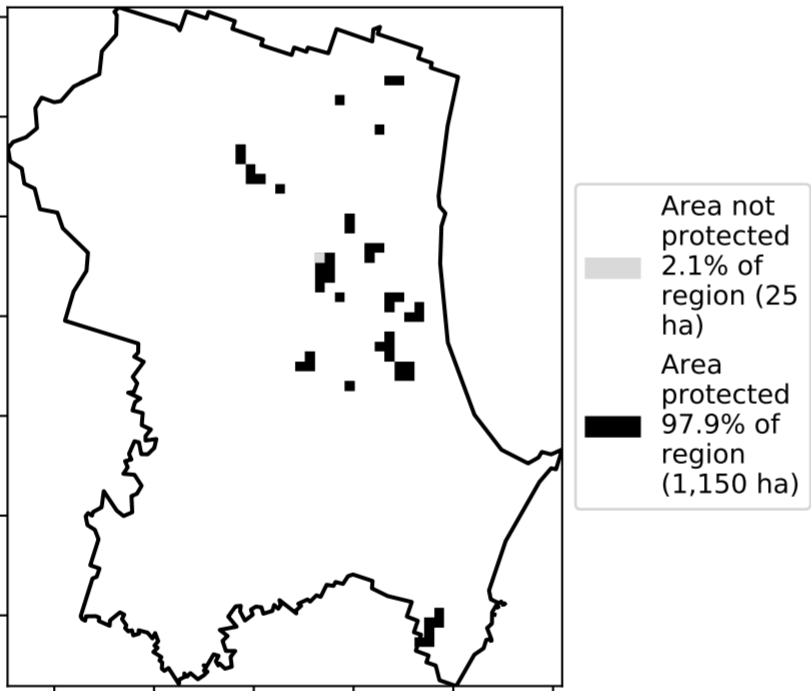 Area not
protected
2.1% of
region (25
ha)
Area
protected
97.9% of
region
(1,150 ha)